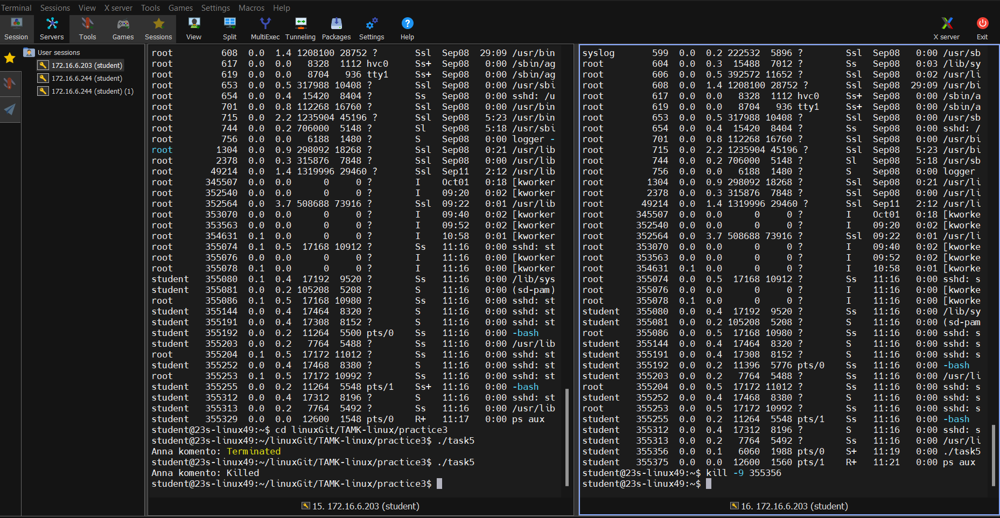 Terminal Sessions View X server Tools Games Settings Macros Help
Session Servers Tools Games Sessions View Split MultiExec Tunneling Packages Settings Help X server Exit
User sessions
172.16.6.203 (student)
172.16.6.244 (student)
172.16.6.244 (student) (1)
root 608 0.0 1.4 1208100 28752 ? Ssl Sep08 29:09 /usr/bin
root 617 0.0 0.0 8328 1112 hvc0 Ss+ Sep08 0:00 /sbin/ag
root 619 0.0 0.0 8704 936 tty1 Ss+ Sep08 0:00 /sbin/ag
root 653 0.0 0.5 317988 10408 ? Ssl Sep08 0:00 /usr/sbi
root 654 0.0 0.4 15420 8404 ? Ss Sep08 0:00 sshd: /u
root 701 0.0 0.8 112268 16760 ? Ssl Sep08 0:00 /usr/bin
root 715 0.0 2.2 1235904 45196 ? Ssl Sep08 5:23 /usr/bin
root 744 0.0 0.2 706000 5148 ? Sl Sep08 5:18 /usr/sbi
root 756 0.0 0.0 6188 1480 ? S Sep08 0:00 logger -
root 1304 0.0 0.9 298092 18268 ? Ssl Sep08 0:21 /usr/lib
root 2378 0.0 0.3 315876 7848 ? Ssl Sep08 0:00 /usr/lib
root 49214 0.0 1.4 1319996 29460 ? Ssl Sep11 2:12 /usr/lib
root 345507 0.0 0.0 0 0 ? I Oct01 0:18 [kworker
root 352540 0.0 0.0 0 0 ? I 09:20 0:02 [kworker
root 352564 0.0 3.7 508688 73916 ? Ssl 09:22 0:01 /usr/lib
root 353070 0.0 0.0 0 0 ? I 09:40 0:02 [kworker
root 353563 0.0 0.0 0 0 ? I 09:52 0:02 [kworker
root 354631 0.1 0.0 0 0 ? I 10:58 0:01 [kworker
root 355074 0.1 0.5 17168 10912 ? Ss 11:16 0:00 sshd: st
root 355076 0.0 0.0 0 0 ? I 11:16 0:00 [kworker
root 355078 0.1 0.0 0 0 ? I 11:16 0:00 [kworker
student 355080 0.1 0.4 17192 9520 ? Ss 11:16 0:00 /lib/sys
student 355081 0.0 0.2 105208 5208 ? S 11:16 0:00 (sd-pam)
root 355086 0.1 0.5 17168 10980 ? Ss 11:16 0:00 sshd: st
student 355144 0.0 0.4 17464 8320 ? S 11:16 0:00 sshd: st
student 355191 0.0 0.4 17308 8152 ? S 11:16 0:00 sshd: st
student 355192 0.0 0.2 11264 5500 pts/0 Ss 11:16 0:00 -bash
student 355203 0.0 0.2 7764 5488 ? Ss 11:16 0:00 /usr/lib
root 355204 0.1 0.5 17172 11012 ? Ss 11:16 0:00 sshd: st
student 355252 0.0 0.4 17468 8380 ? S 11:16 0:00 sshd: st
root 355253 0.1 0.5 17172 10992 ? Ss 11:16 0:00 sshd: st
student 355255 0.0 0.2 11264 5548 pts/1 Ss+ 11:16 0:00 -bash
student 355312 0.0 0.4 17312 8196 ? S 11:16 0:00 sshd: st
student 355313 0.0 0.2 7764 5492 ? Ss 11:16 0:00 /usr/lib
student 355329 0.0 0.0 12600 1548 pts/0 R+ 11:17 0:00 ps aux
student@23s-linux49:~$ cd linuxGit/TAMK-linux/practice3
student@23s-linux49:~/linuxGit/TAMK-linux/practice3$ ./task5
Anna komento: Terminated
student@23s-linux49:~/linuxGit/TAMK-linux/practice3$ ./task5
Anna komento: Killed
student@23s-linux49:~/linuxGit/TAMK-linux/practice3$
15. 172.16.6.203 (student)
syslog 599 0.0 0.2 222532 5896 ? Ssl Sep08 0:00 /usr/sb
root 604 0.0 0.3 15488 7012 ? Ss Sep08 0:03 /lib/sy
root 606 0.0 0.5 392572 11652 ? Ssl Sep08 0:02 /usr/li
root 608 0.0 1.4 1208100 28752 ? Ssl Sep08 29:09 /usr/bi
root 617 0.0 0.0 8328 1112 hvc0 Ss+ Sep08 0:00 /sbin/a
root 619 0.0 0.0 8704 936 tty1 Ss+ Sep08 0:00 /sbin/a
root 653 0.0 0.5 317988 10408 ? Ssl Sep08 0:00 /usr/sb
root 654 0.0 0.4 15420 8404 ? Ss Sep08 0:00 sshd: /
root 701 0.0 0.8 112268 16760 ? Ssl Sep08 0:00 /usr/bi
root 715 0.0 2.2 1235904 45196 ? Ssl Sep08 5:23 /usr/bi
root 744 0.0 0.2 706000 5148 ? Sl Sep08 5:18 /usr/sb
root 756 0.0 0.0 6188 1480 ? S Sep08 0:00 logger
root 1304 0.0 0.9 298092 18268 ? Ssl Sep08 0:21 /usr/li
root 2378 0.0 0.3 315876 7848 ? Ssl Sep08 0:00 /usr/li
root 49214 0.0 1.4 1319996 29460 ? Ssl Sep11 2:12 /usr/li
root 345507 0.0 0.0 0 0 ? I Oct01 0:18 [kworke
root 352540 0.0 0.0 0 0 ? I 09:20 0:02 [kworke
root 352564 0.0 3.7 508688 73916 ? Ssl 09:22 0:01 /usr/li
root 353070 0.0 0.0 0 0 ? I 09:40 0:02 [kworke
root 353563 0.0 0.0 0 0 ? I 09:52 0:02 [kworke
root 354631 0.1 0.0 0 0 ? I 10:58 0:01 [kworke
root 355074 0.0 0.5 17168 10912 ? Ss 11:16 0:00 sshd: s
root 355076 0.0 0.0 0 0 ? I 11:16 0:00 [kworke
root 355078 0.1 0.0 0 0 ? I 11:16 0:00 [kworke
student 355080 0.0 0.4 17192 9520 ? Ss 11:16 0:00 /lib/sy
student 355081 0.0 0.2 105208 5208 ? S 11:16 0:00 (sd-pam
root 355086 0.0 0.5 17168 10980 ? Ss 11:16 0:00 sshd: s
student 355144 0.0 0.4 17464 8320 ? S 11:16 0:00 sshd: s
student 355191 0.0 0.4 17308 8152 ? S 11:16 0:00 sshd: s
student 355192 0.0 0.2 11396 5776 pts/0 Ss 11:16 0:00 -bash
student 355203 0.0 0.2 7764 5488 ? Ss 11:16 0:00 /usr/li
root 355204 0.0 0.5 17172 11012 ? Ss 11:16 0:00 sshd: s
student 355252 0.0 0.4 17468 8380 ? S 11:16 0:00 sshd: s
root 355253 0.0 0.5 17172 10992 ? Ss 11:16 0:00 sshd: s
student 355255 0.0 0.2 11264 5548 pts/1 Ss 11:16 0:00 -bash
student 355312 0.0 0.4 17312 8196 ? S 11:16 0:00 sshd: s
student 355313 0.0 0.2 7764 5492 ? Ss 11:16 0:00 /usr/li
student 355356 0.0 0.1 6060 1988 pts/0 S+ 11:19 0:00 ./task5
student 355375 0.0 0.0 12600 1560 pts/1 R+ 11:21 0:00 ps aux
student@23s-linux49:~$ kill -9 355356
student@23s-linux49:~$
16. 172.16.6.203 (student)